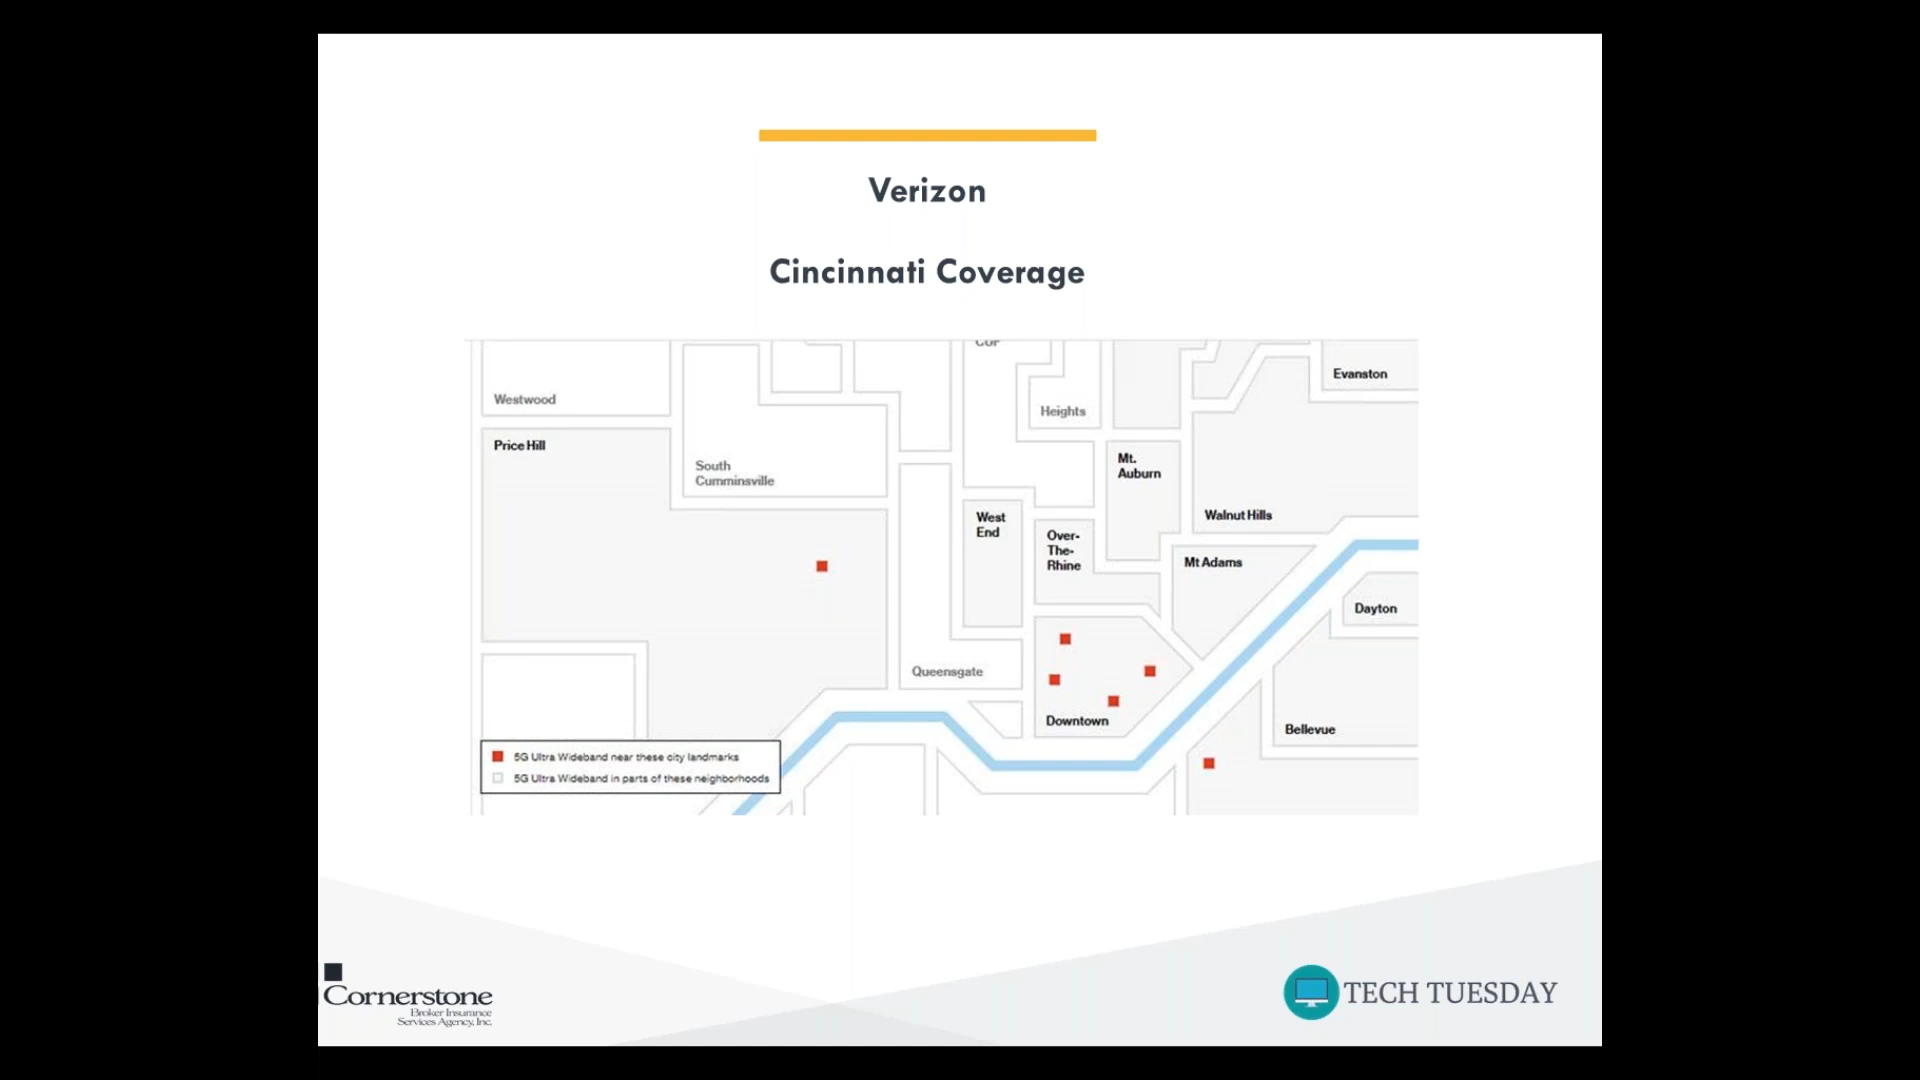 Verizon
Cincinnati Coverage
Westwood
Price Hill
South
Cumminsville
Heights
Mt.
Auburn
Evanston
Walnut Hills
West
End
Over-
The-
Rhine
Mt Adams
Dayton
Queensgate
Downtown
Bellevue
5G Ultra Wideband near these city landmarks
5G Ultra Wideband in parts of these neighborhoods
Cornerstone
Broker Insurance
Services Agency, Inc.
TECH TUESDAY